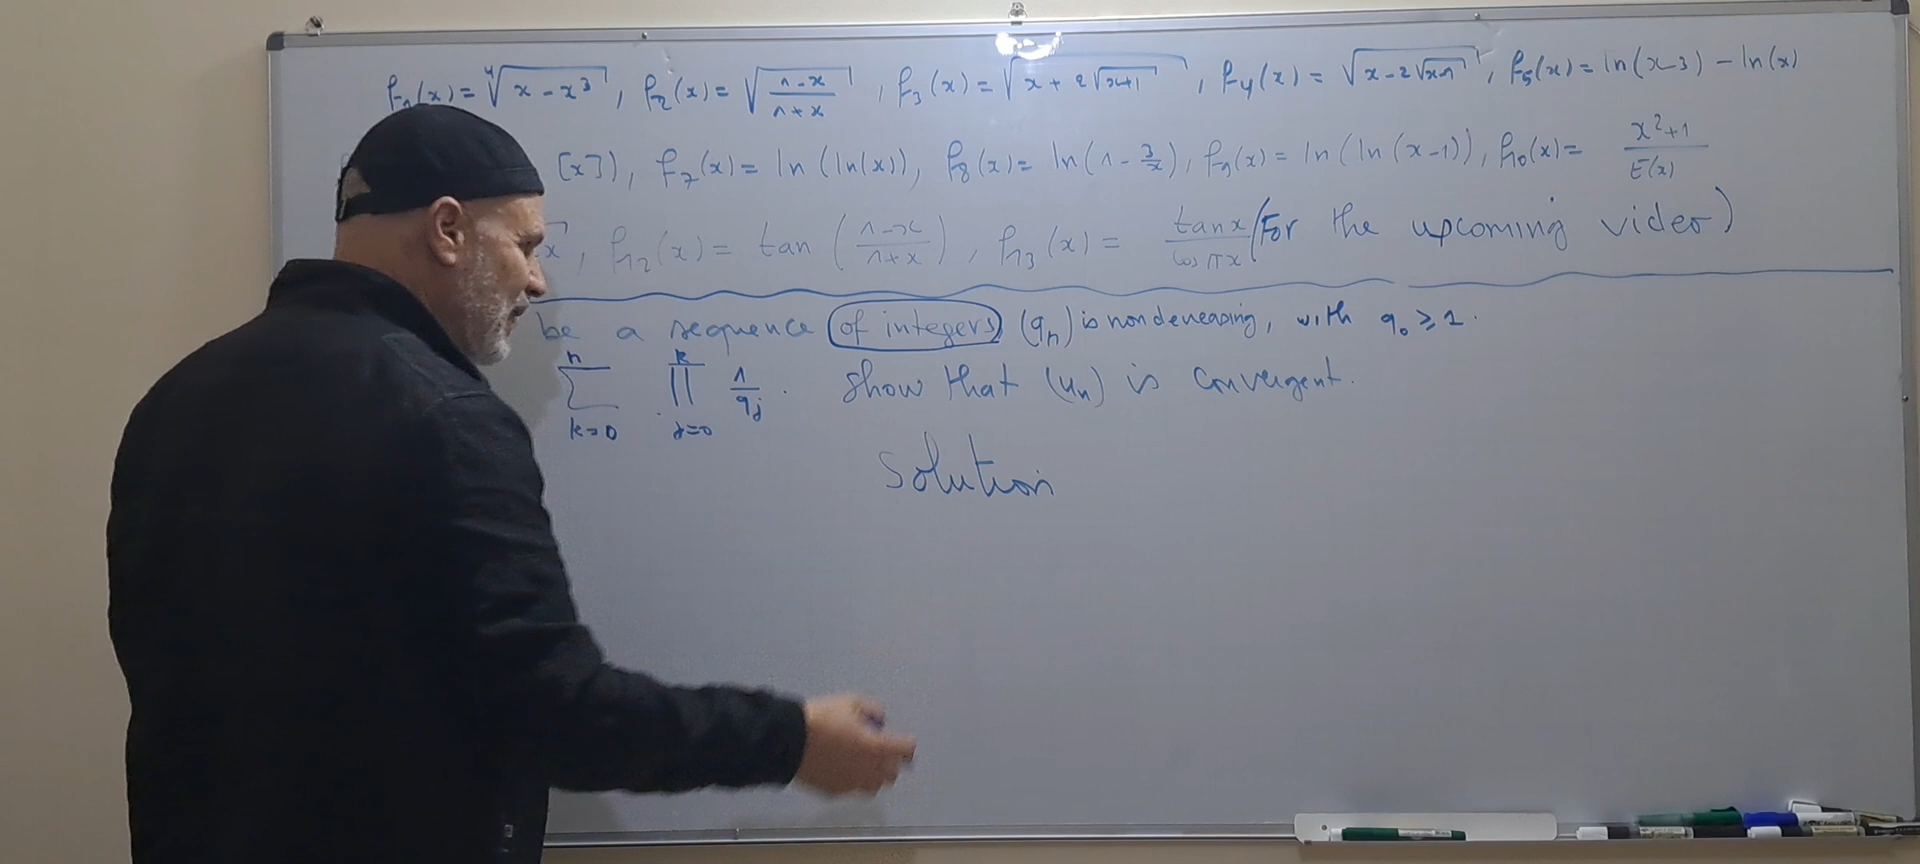 f₁(x) = ⁴√(x - x³), f₂(x) = √((1-x)/(1+x)), f₃(x) = √(x + 2√(x+1)), f₄(x) = √(x - 2√(x-1)), f₅(x) = ln(x-3) - ln(x)
[x]), f₇(x) = ln(ln(x)), f₈(x) = ln(1 - 3/x), f₉(x) = ln(ln(x-1)), f₁₀(x) = (x²+1)/E(x)
x, f₁₂(x) = tan((1-x)/(1+x)), f₁₃(x) = tan x/cos πx (For the upcoming video)
be a sequence of integers (qₙ) is nondecreasing, with q₀ ≥ 2.
∑_{k=0}^{n} ∏_{j=0}^{k} 1/q_j. Show that (uₙ) is convergent.
Solution